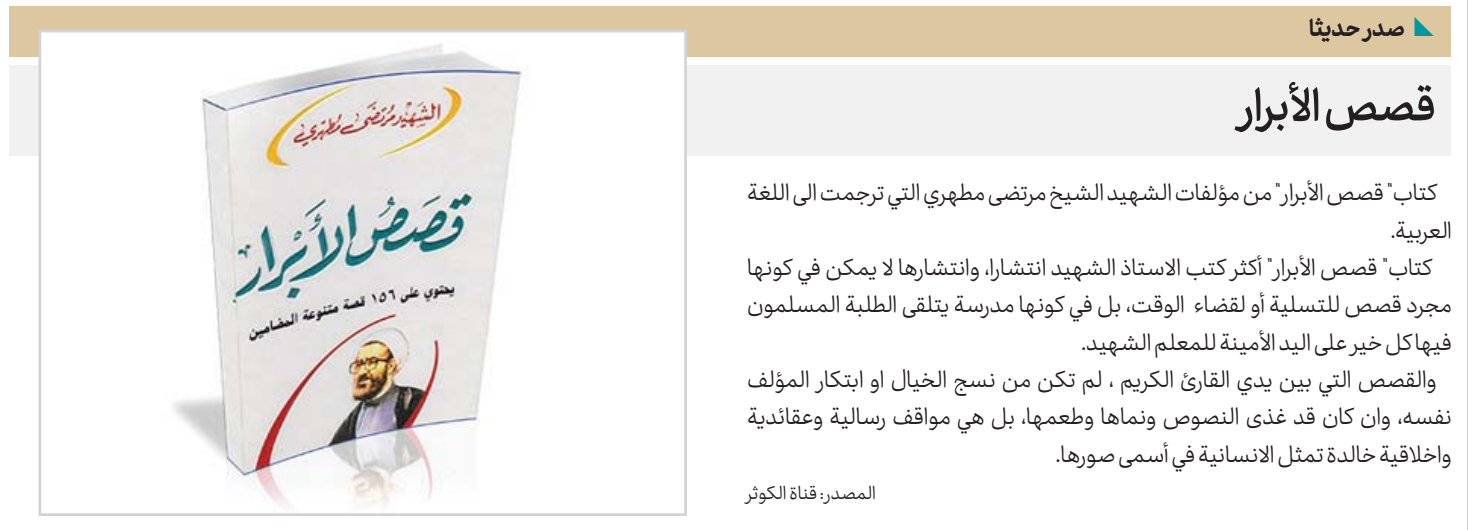 صدر حديثا
قصص الأبرار
كتاب" قصص الأبرار" من مؤلفات الشهيد الشيخ مرتضى مطهري التي ترجمت الى اللغة
العربية.
كتاب" قصص الأبرار" أكثر كتب الاستاذ الشهيد انتشارا، وانتشارها لا يمكن في كونها
مجرد قصص للتسلية أو لقضاء الوقت، بل في كونها مدرسة يتلقى الطلبة المسلمون
فيها كل خير على اليد الأمينة للمعلم الشهيد.
والقصص التي بين يدي القارئ الكريم ، لم تكن من نسج الخيال او ابتكار المؤلف
نفسه، وان كان قد غذى النصوص ونماها وطعمها، بل هي مواقف رسالية وعقائدية
واخلاقية خالدة تمثل الانسانية في أسمى صورها.
المصدر: قناة الكوثر
الشهيد مرتضى مطهري
قصص الأبرار
يحتوي على ١٥٦ قصة متنوعة المضامين